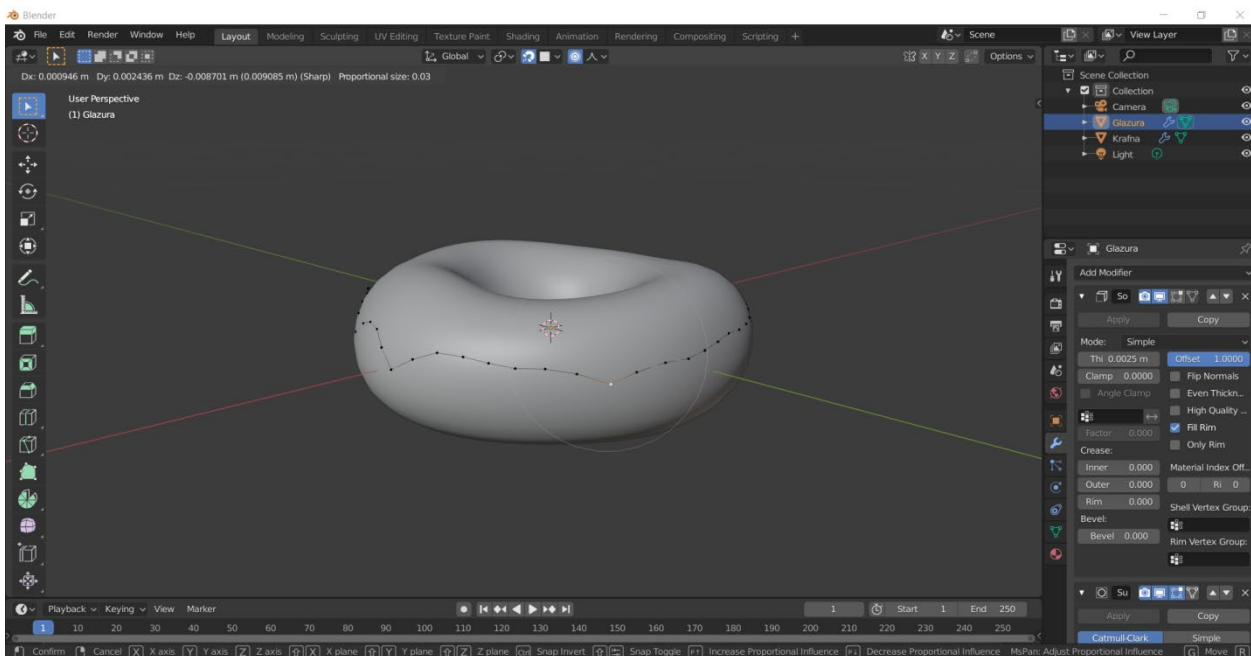 Blender
File Edit Render Window Help Layout Modeling Sculpting UV Editing Texture Paint Shading Animation Rendering Compositing Scripting + Scene View Layer
Global X Y Z Options
Dx: 0.000946 m Dy: 0.002436 m Dz: -0.008701 m (0.009085 m) (Sharp) Proportional size: 0.03
User Perspective
(1) Glazura
Scene Collection
Collection
Camera
Glazura
Krafna
Light
Glazura
Add Modifier
So
Apply Copy
Mode: Simple
Thi 0.0025 m Offset 1.0000
Clamp 0.0000 Flip Normals
Angle Clamp Even Thickn...
High Quality ...
Factor 0.000 Fill Rim
Only Rim
Crease:
Inner 0.000 Material Index Off...
Outer 0.000 0 Ri 0
Rim 0.000 Shell Vertex Group:
Bevel:
Bevel 0.000 Rim Vertex Group:
Su
Apply Copy
Catmull-Clark Simple
Playback Keying View Marker 1 Start 1 End 250
1 10 20 30 40 50 60 70 80 90 100 110 120 130 140 150 160 170 180 190 200 210 220 230 240 250
Confirm Cancel X X axis Y Y axis Z Z axis X X plane Y Y plane Z Z plane Ctrl Snap Invert Snap Toggle Increase Proportional Influence Decrease Proportional Influence MsPan: Adjust Proportional Influence G Move R